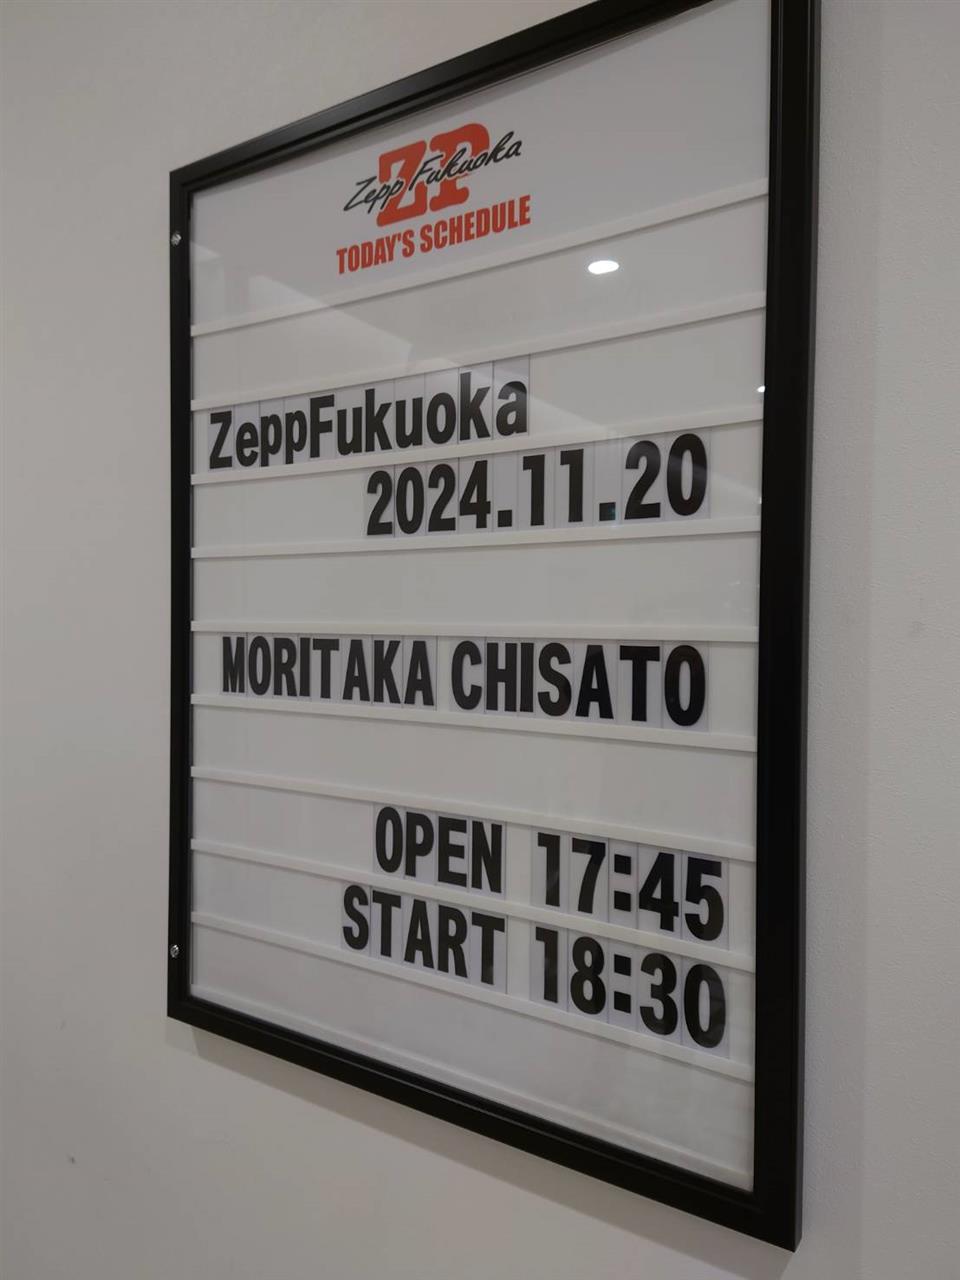 ZP
Zepp Fukuoka
TODAY'S SCHEDULE
ZeppFukuoka
2024.11.20
MORITAKA CHISATO
OPEN 17:45
START 18:30